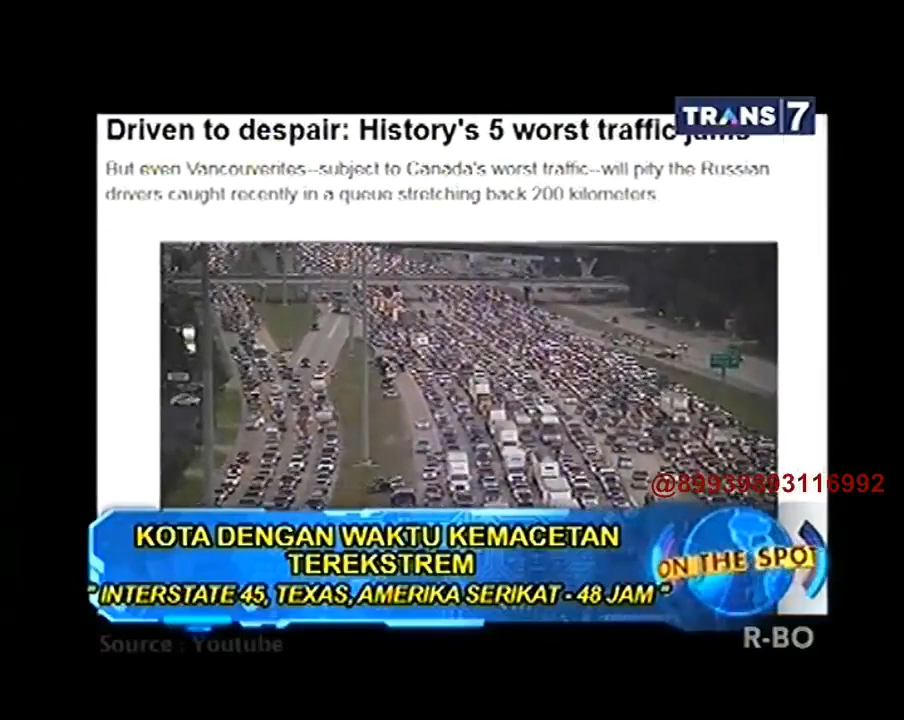 TRANS 7
Driven to despair: History's 5 worst traffic jams
But even Vancouverites--subject to Canada's worst traffic--will pity the Russian
drivers caught recently in a queue stretching back 200 kilometers
@89939893116992
KOTA DENGAN WAKTU KEMACETAN
TEREKSTREM
" INTERSTATE 45, TEXAS, AMERIKA SERIKAT - 48 JAM "
ON THE SPOT
Source : Youtube
R-BO